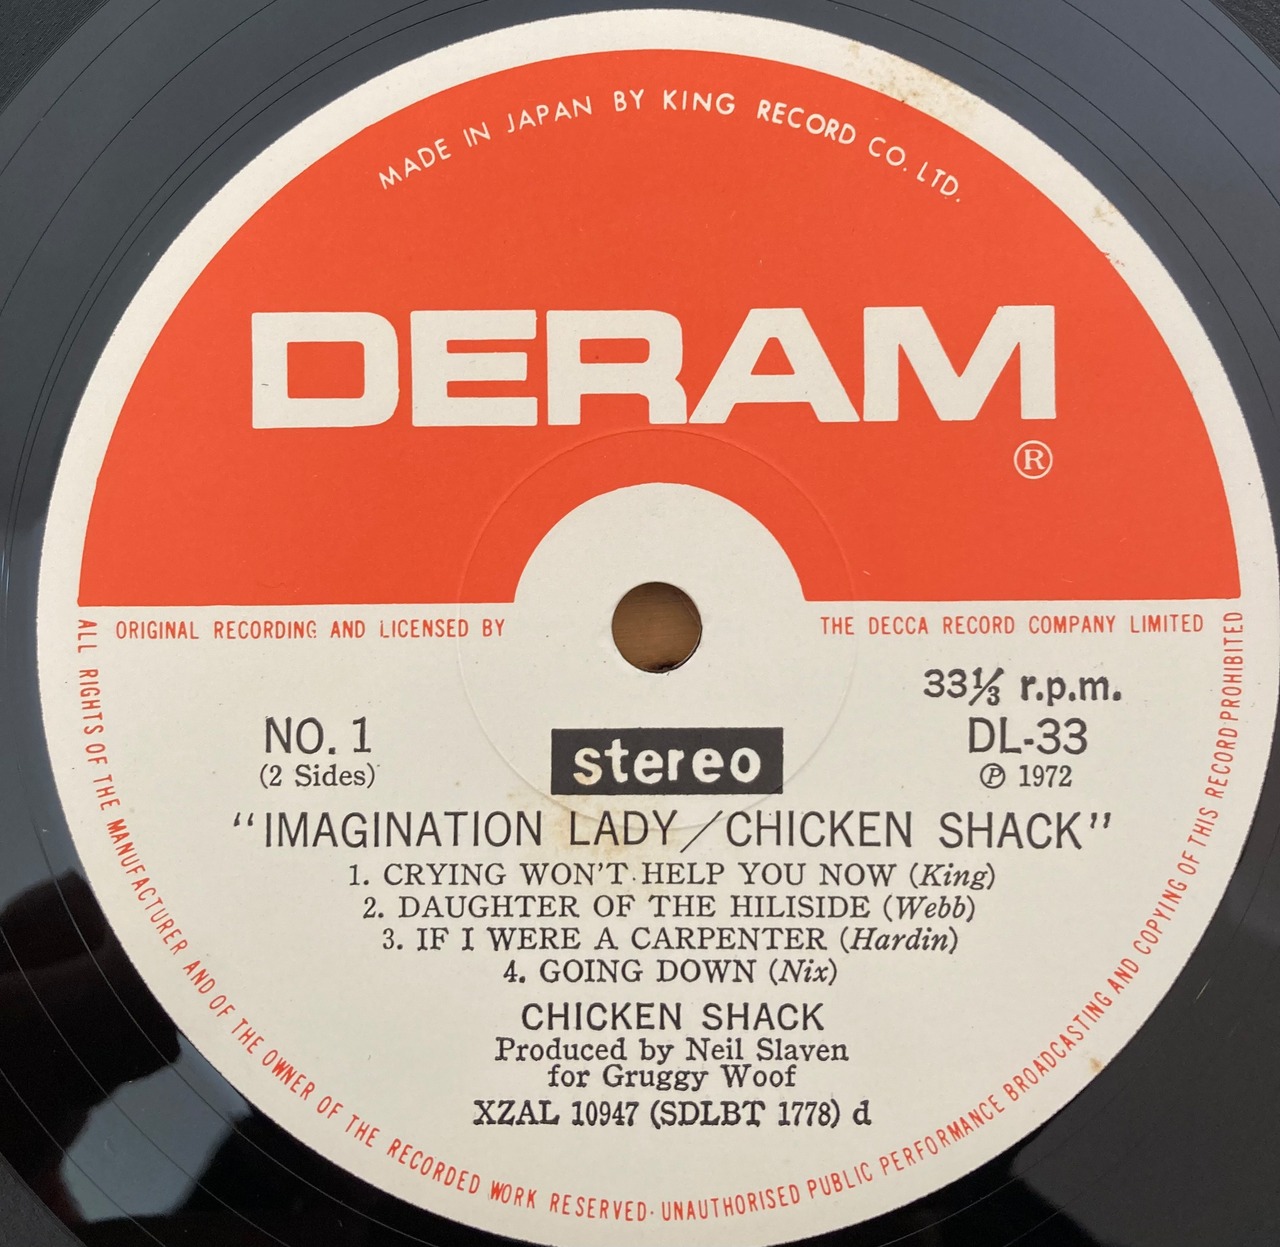 MADE IN JAPAN BY KING RECORD CO. LTD.
DERAM
®
ORIGINAL RECORDING AND LICENSED BY THE DECCA RECORD COMPANY LIMITED
33⅓ r.p.m.
NO. 1
DL-33
(2 Sides)
stereo
℗ 1972
"IMAGINATION LADY/CHICKEN SHACK"
1. CRYING WON'T HELP YOU NOW (King)
2. DAUGHTER OF THE HILISIDE (Webb)
3. IF I WERE A CARPENTER (Hardin)
4. GOING DOWN (Nix)
CHICKEN SHACK
Produced by Neil Slaven
for Gruggy Woof
XZAL 10947 (SDLBT 1778) d
ALL RIGHTS OF THE MANUFACTURER AND OF THE OWNER OF THE RECORDED WORK RESERVED· UNAUTHORISED PUBLIC PERFORMANCE BROADCASTING AND COPYING OF THIS RECORD PROHIBITED